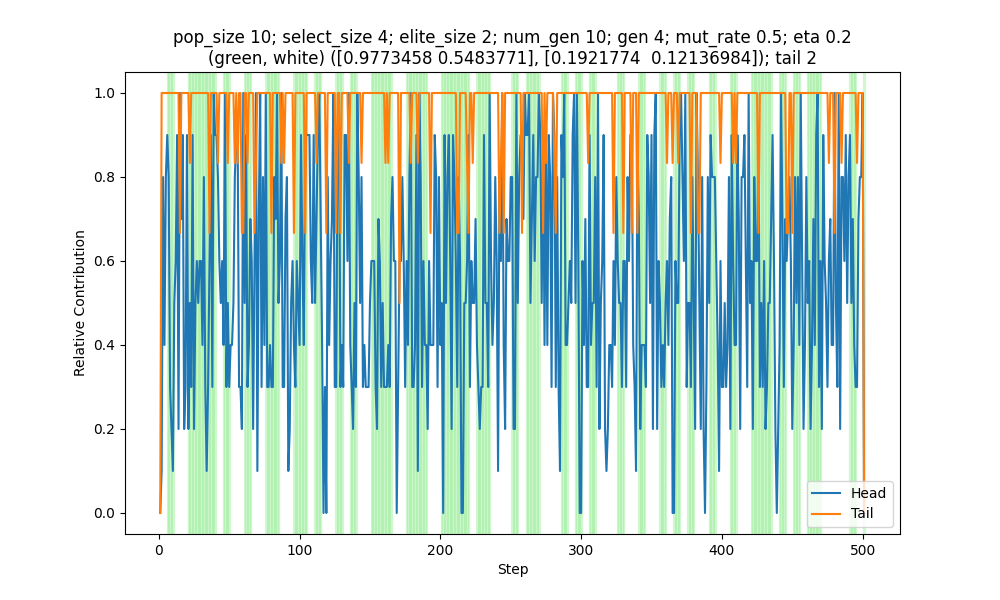 pop_size 10; select_size 4; elite_size 2; num_gen 10; gen 4; mut_rate 0.5; eta 0.2
(green, white) ([0.9773458 0.5483771], [0.1921774  0.12136984]); tail 2
1.0
0.8
0.6
0.4
0.2
0.0
Relative Contribution
Head
Tail
0
100
200
300
400
500
Step